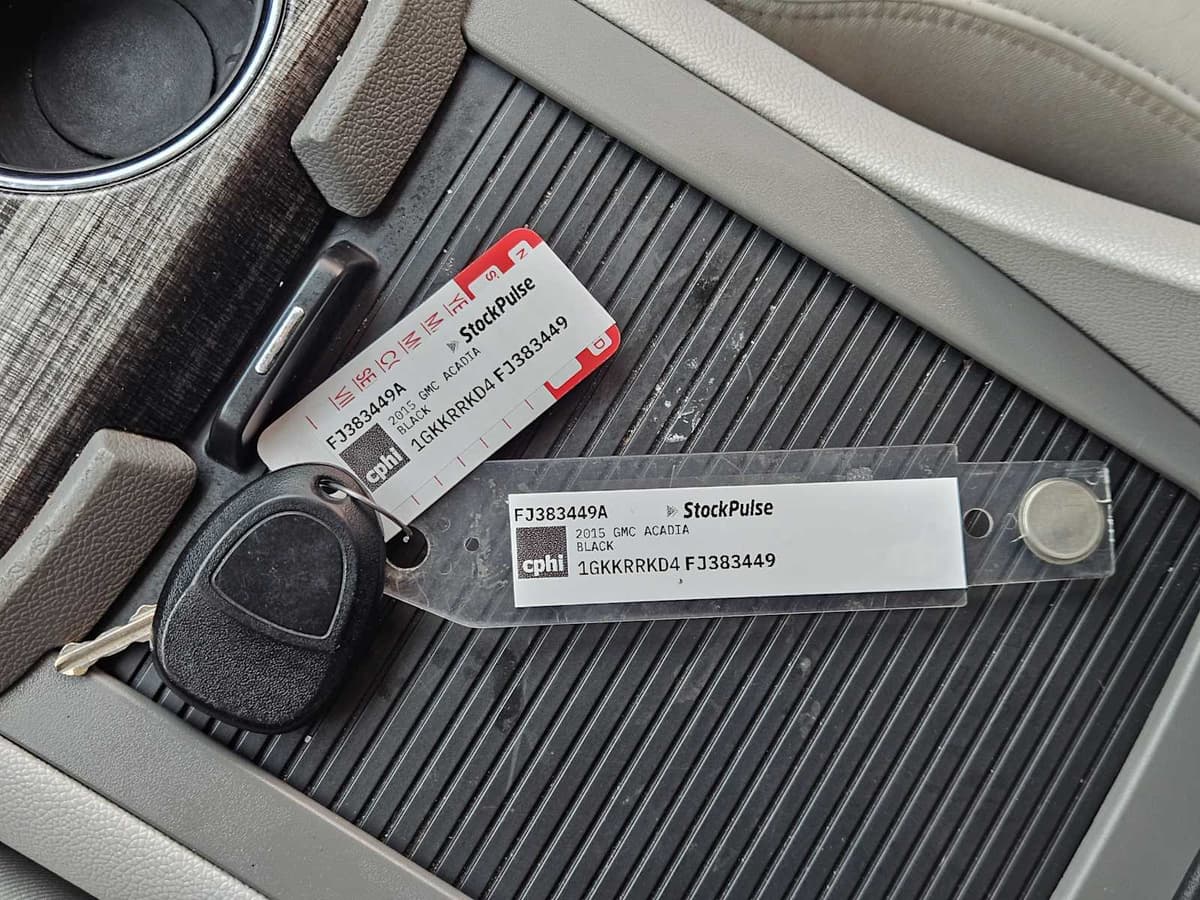 StockPulse
FJ383449A
2015 GMC ACADIA
BLACK
cphi
1GKKRRKD4 FJ383449
FJ383449A
StockPulse
2015 GMC ACADIA
BLACK
cphi
1GKKRRKD4 FJ383449